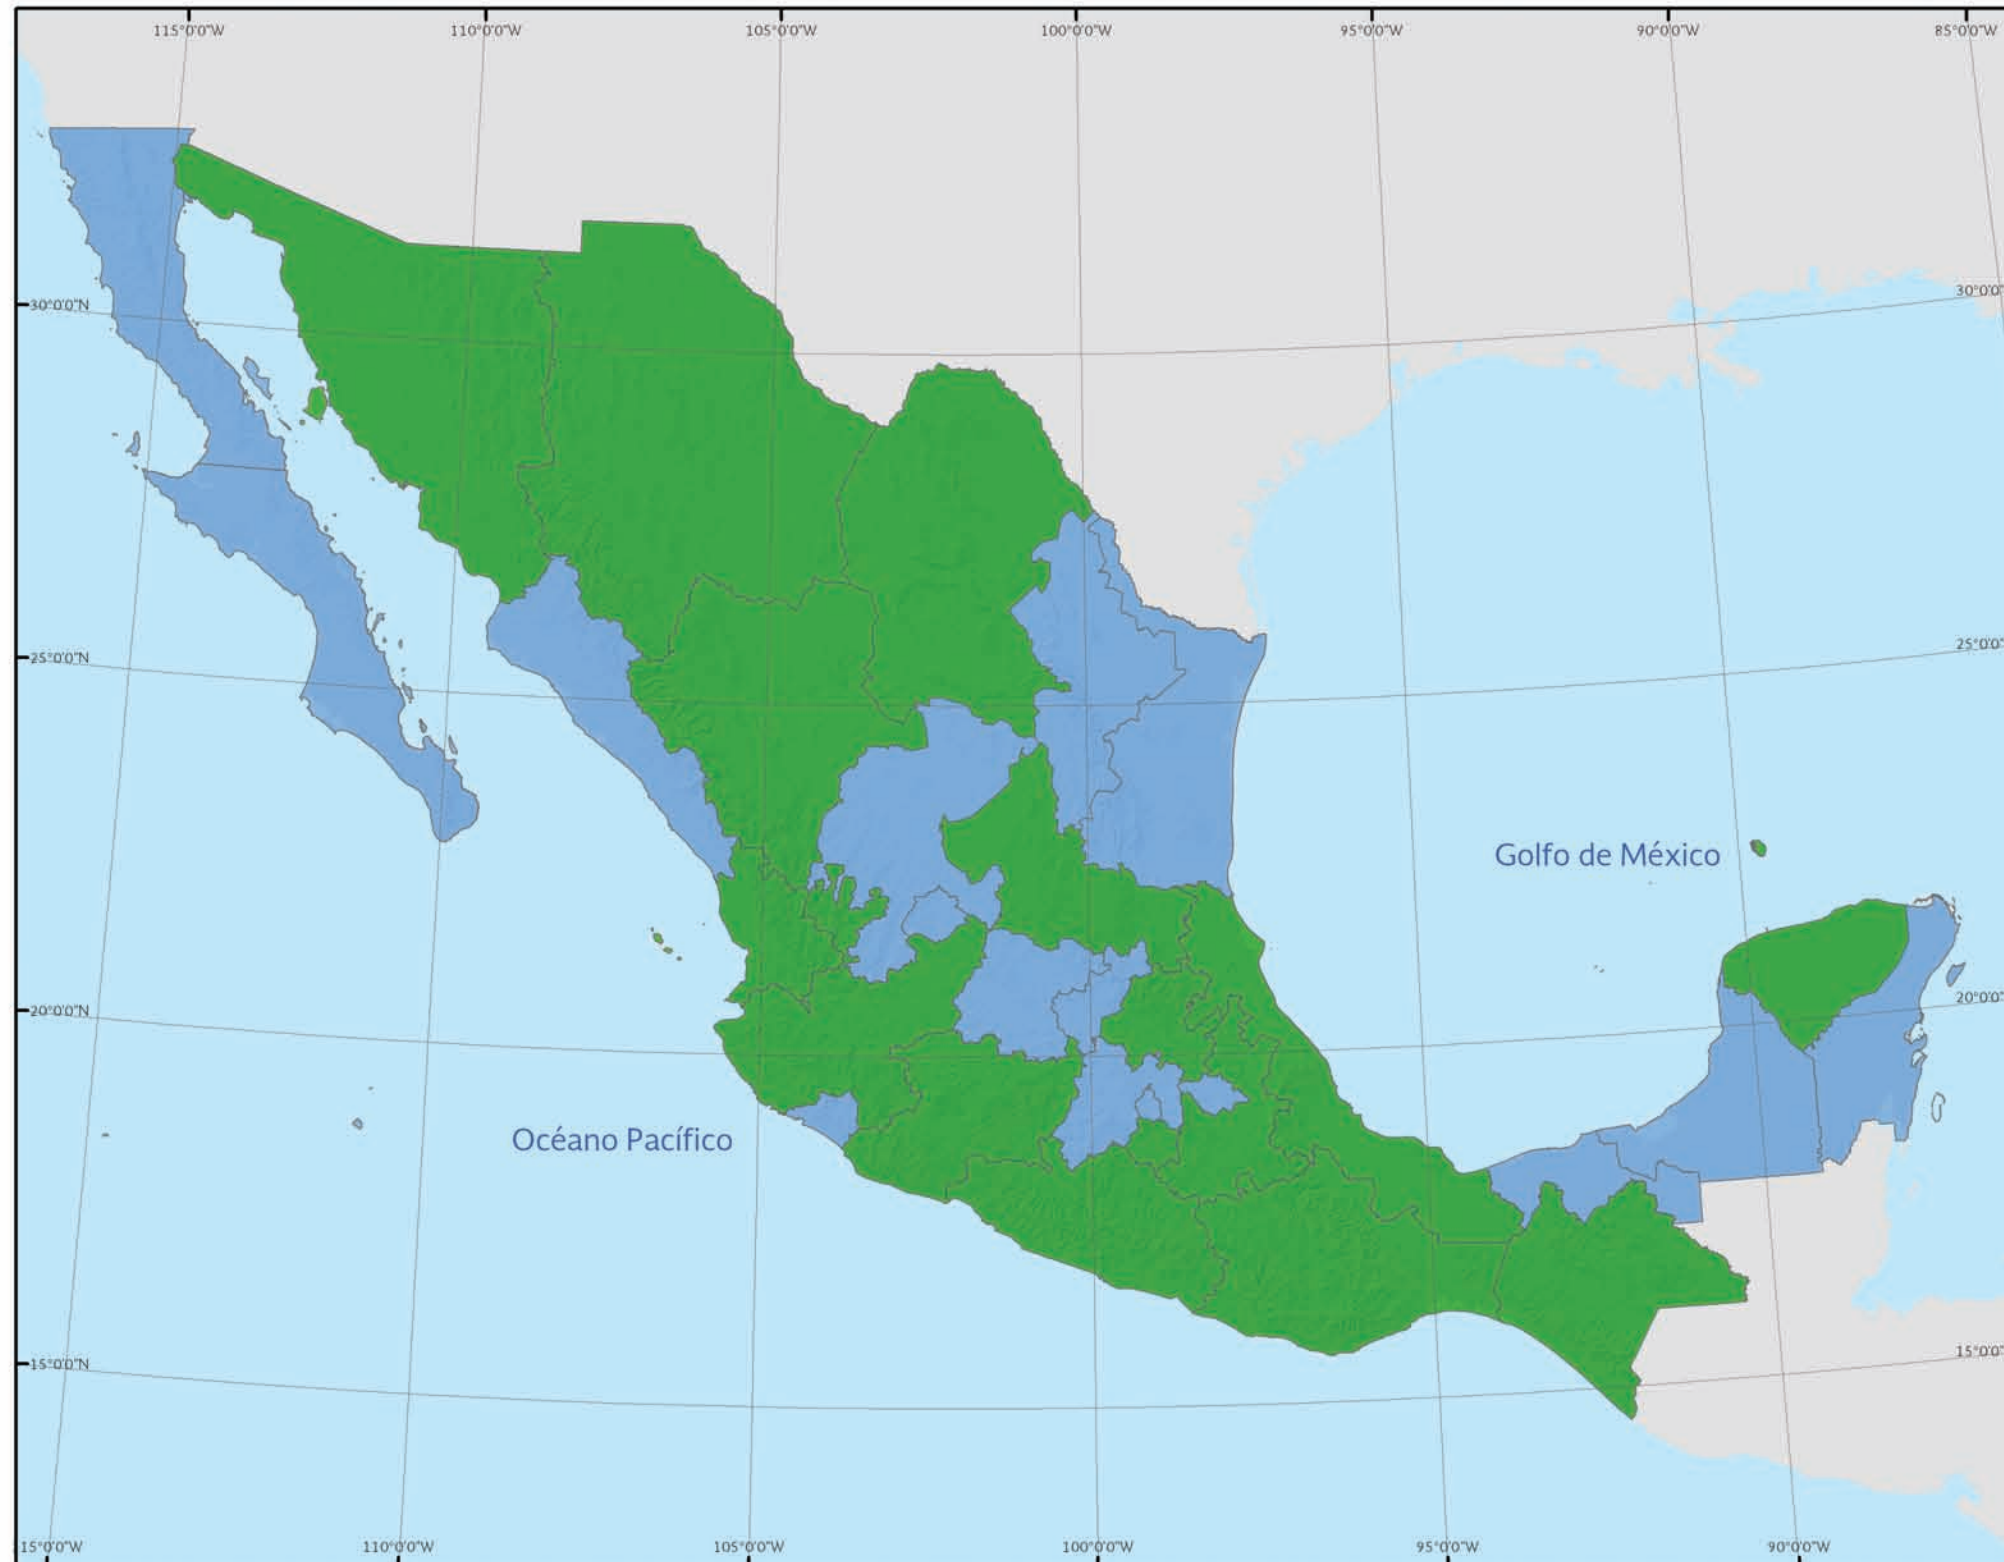 115°0'0"W 110°0'0"W 105°0'0"W 100°0'0"W 95°0'0"W 90°0'0"W 85°0'0"W
30°0'0"N 30°0'0"
25°0'0"N 25°0'0"
Golfo de México
20°0'0"N 20°0'0"
Océano Pacífico
15°0'0"N 15°0'0"
15°0'0"W 110°0'0"W 105°0'0"W 100°0'0"W 95°0'0"W 90°0'0"W